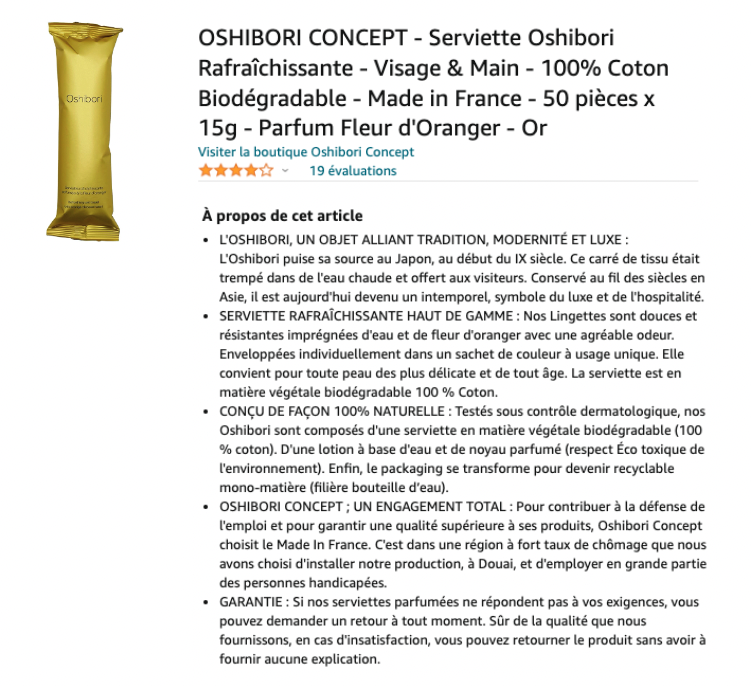 Oshibori
OSHIBORI CONCEPT - Serviette Oshibori
Rafraîchissante - Visage & Main - 100% Coton
Biodégradable - Made in France - 50 pièces x
15g - Parfum Fleur d'Oranger - Or
Visiter la boutique Oshibori Concept
19 évaluations
À propos de cet article
• L'OSHIBORI, UN OBJET ALLIANT TRADITION, MODERNITÉ ET LUXE :
L'Oshibori puise sa source au Japon, au début du IX siècle. Ce carré de tissu était
trempé dans de l'eau chaude et offert aux visiteurs. Conservé au fil des siècles en
Asie, il est aujourd'hui devenu un intemporel, symbole du luxe et de l'hospitalité.
• SERVIETTE RAFRAÎCHISSANTE HAUT DE GAMME : Nos Lingettes sont douces et
résistantes imprégnées d'eau et de fleur d'oranger avec une agréable odeur.
Enveloppées individuellement dans un sachet de couleur à usage unique. Elle
convient pour toute peau des plus délicate et de tout âge. La serviette est en
matière végétale biodégradable 100 % Coton.
• CONÇU DE FAÇON 100% NATURELLE : Testés sous contrôle dermatologique, nos
Oshibori sont composés d'une serviette en matière végétale biodégradable (100
% coton). D'une lotion à base d'eau et de noyau parfumé (respect Éco toxique de
l'environnement). Enfin, le packaging se transforme pour devenir recyclable
mono-matière (filière bouteille d'eau).
• OSHIBORI CONCEPT ; UN ENGAGEMENT TOTAL : Pour contribuer à la défense de
l'emploi et pour garantir une qualité supérieure à ses produits, Oshibori Concept
choisit le Made In France. C'est dans une région à fort taux de chômage que nous
avons choisi d'installer notre production, à Douai, et d'employer en grande partie
des personnes handicapées.
• GARANTIE : Si nos serviettes parfumées ne répondent pas à vos exigences, vous
pouvez demander un retour à tout moment. Sûr de la qualité que nous
fournissons, en cas d'insatisfaction, vous pouvez retourner le produit sans avoir à
fournir aucune explication.